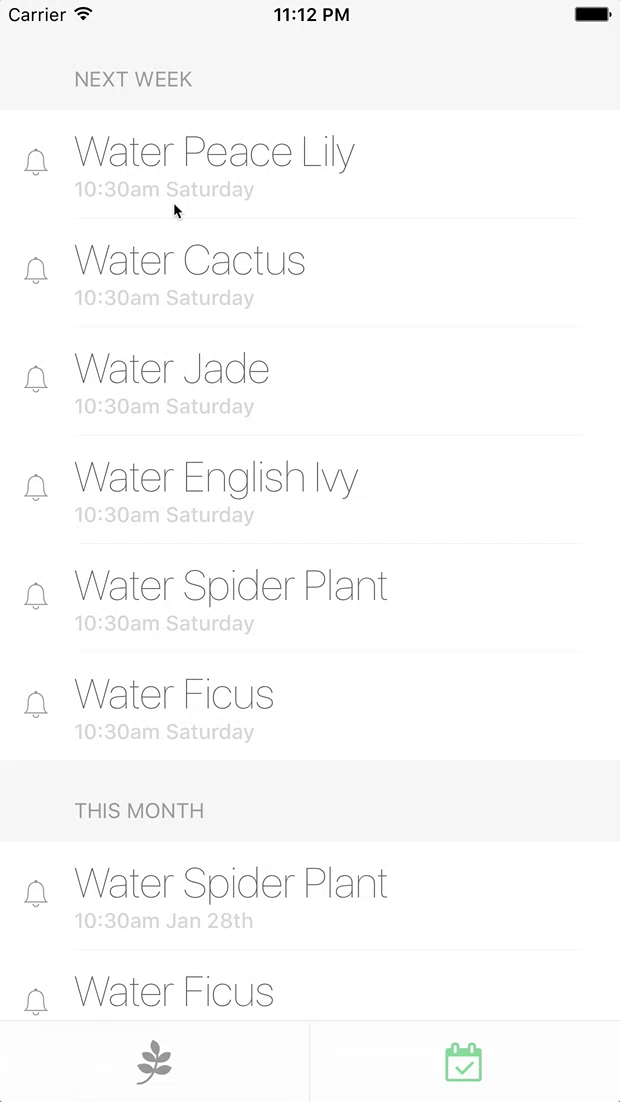 Carrier 11:12 PM
NEXT WEEK
Water Peace Lily
10:30am Saturday
Water Cactus
10:30am Saturday
Water Jade
10:30am Saturday
Water English Ivy
10:30am Saturday
Water Spider Plant
10:30am Saturday
Water Ficus
10:30am Saturday
THIS MONTH
Water Spider Plant
10:30am Jan 28th
Water Ficus